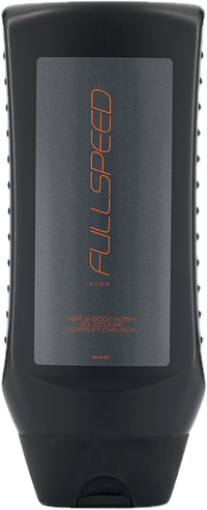 FULLSPEED
AVON
HAIR & BODY WASH
GEL DOUCHE
CORPS ET CHEVEUX